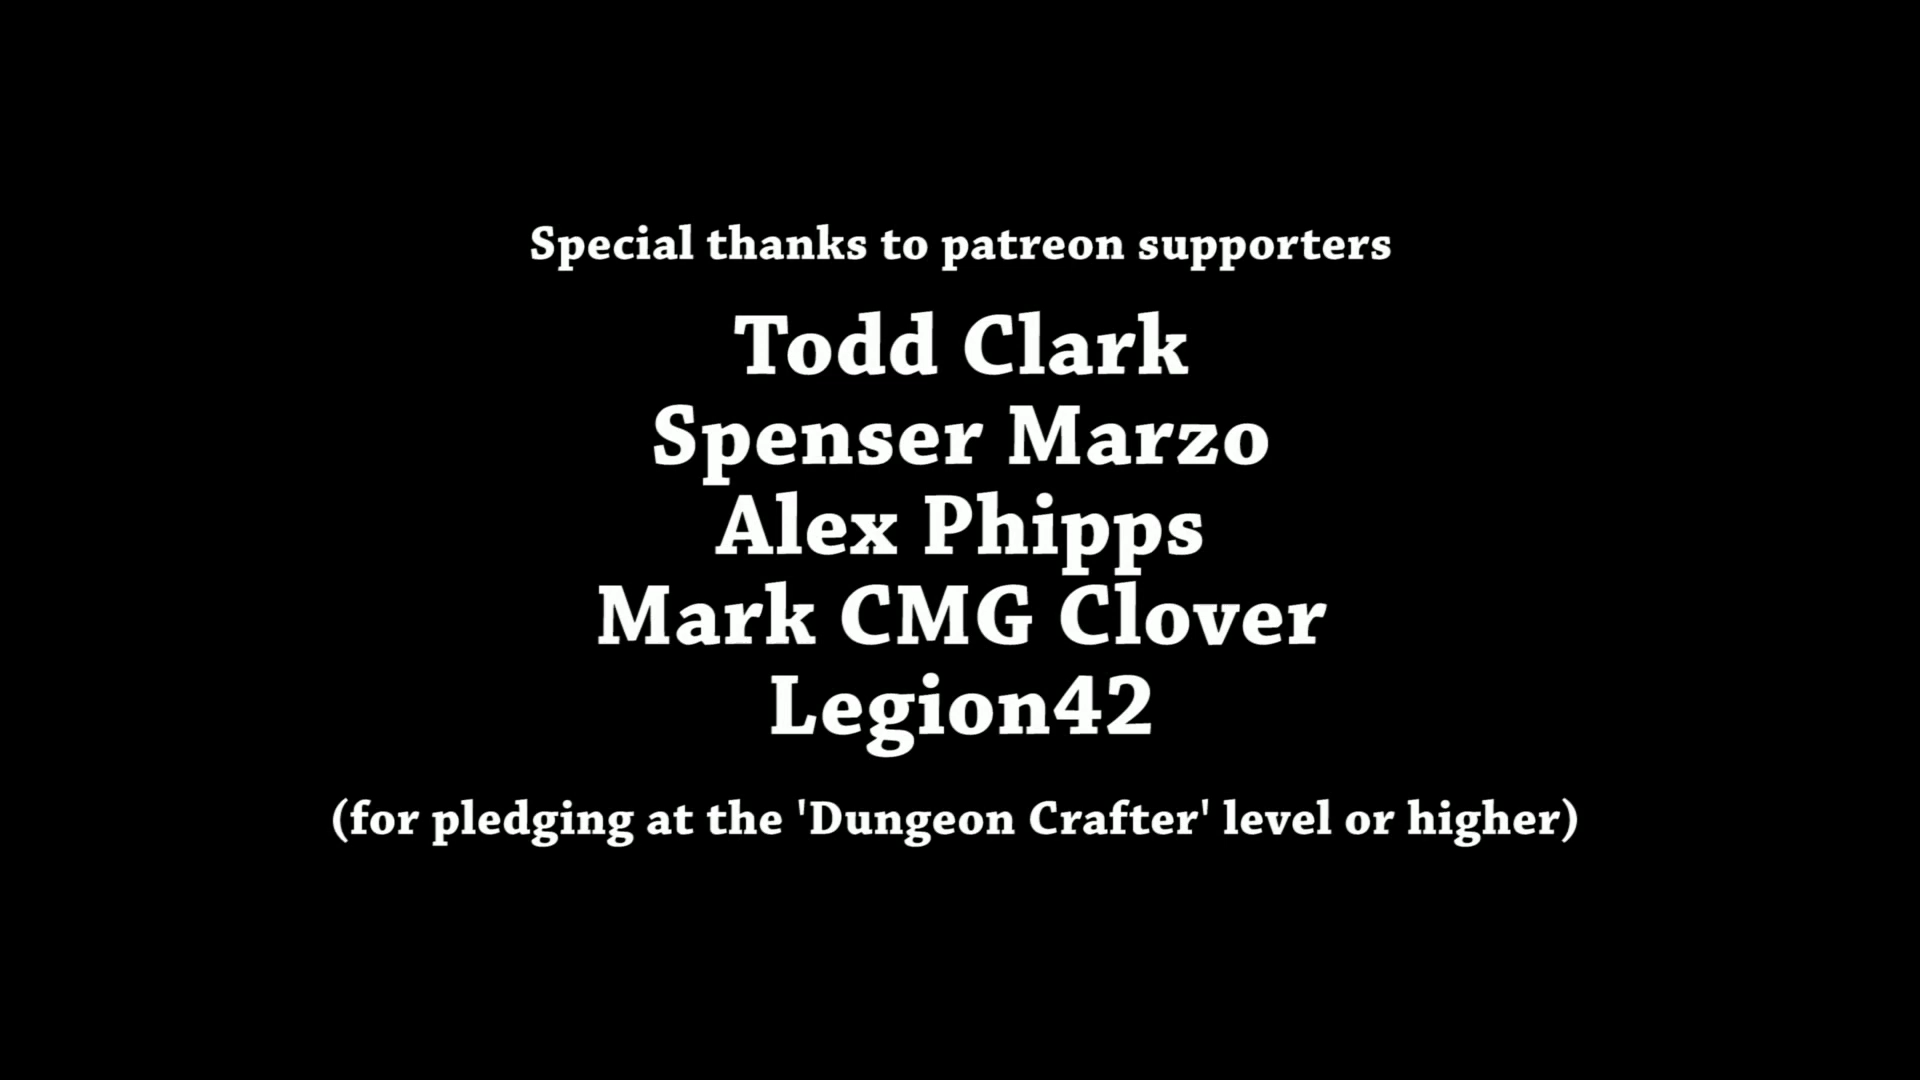 Special thanks to patreon supporters
Todd Clark
Spenser Marzo
Alex Phipps
Mark CMG Clover
Legion42
(for pledging at the 'Dungeon Crafter' level or higher)